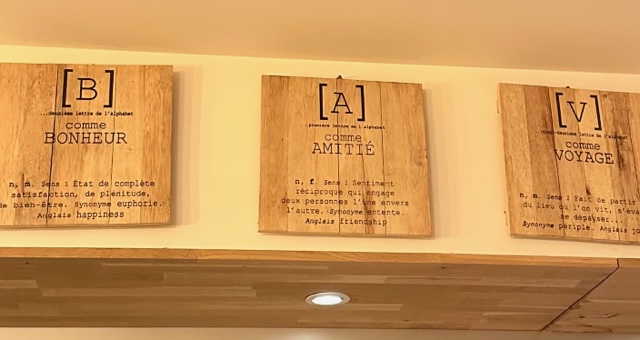 [B]
...deuxième lettre de l'alphabet
comme
BONHEUR
n, m. Sens : État de complète
satisfaction, de plénitude,
de bien-être. Synonyme euphorie.
Anglais happiness
[A]
première lettre de l'alphabet
comme
AMITIÉ
n, f. Sens : Sentiment
réciproque qui engage
deux personnes l'une envers
l'autre. Synonyme entente.
Anglais friendship
[V]
vingt-deuxième lettre de l'alphabet
comme
VOYAGE
n, m. Sens : Fait de partir
du lieu où l'on vit,
se dépayser.
Synonyme périple. Anglais